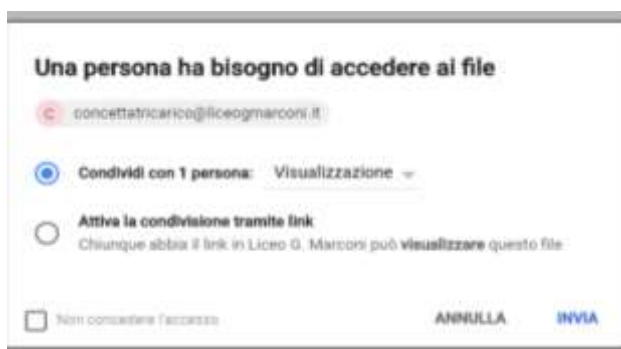 Una persona ha bisogno di accedere ai file
C concettatricarico@liceogmarconi.it
Condividi con 1 persona: Visualizzazione
Attiva la condivisione tramite link
Chiunque abbia il link in Liceo G. Marconi può visualizzare questo file
Non concedere l'accesso ANNULLA INVIA